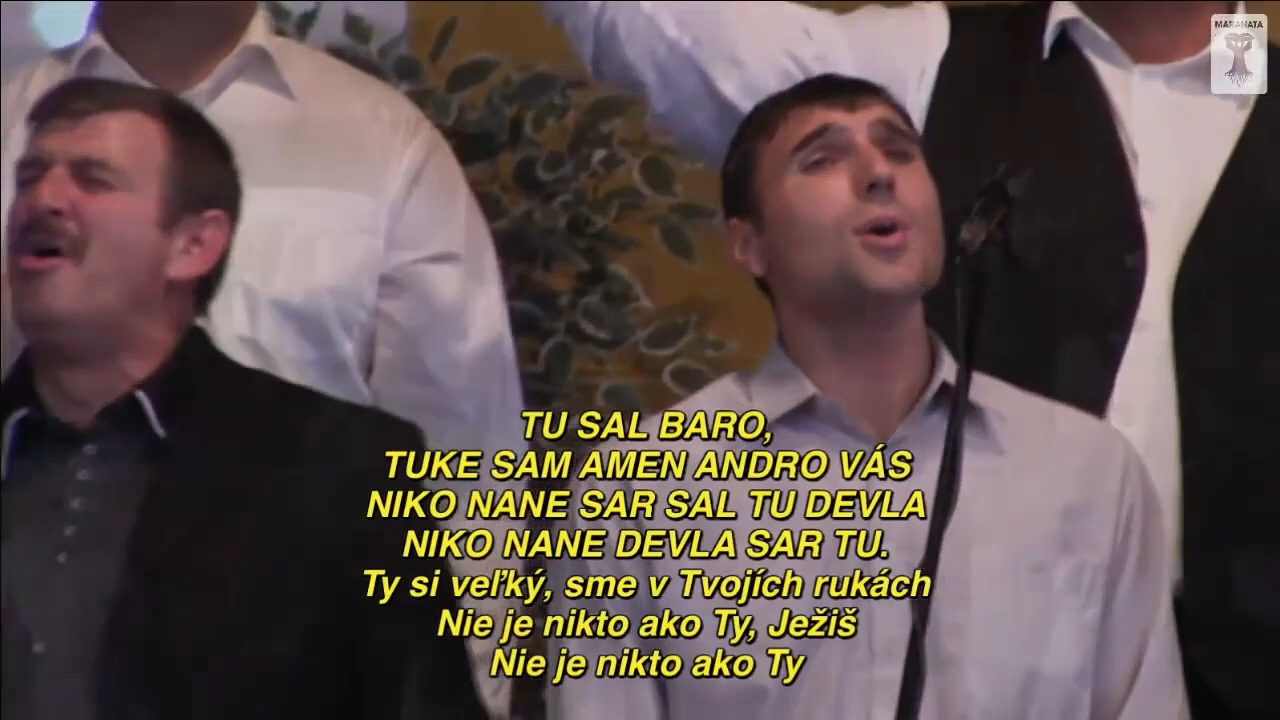 MARANATA
TU SAL BARO,
TUKE SAM AMEN ANDRO VÁS
NIKO NANE SAR SAL TU DEVLA
NIKO NANE DEVLA SAR TU.
Ty si veľký, sme v Tvojích rukách
Nie je nikto ako Ty, Ježiš
Nie je nikto ako Ty